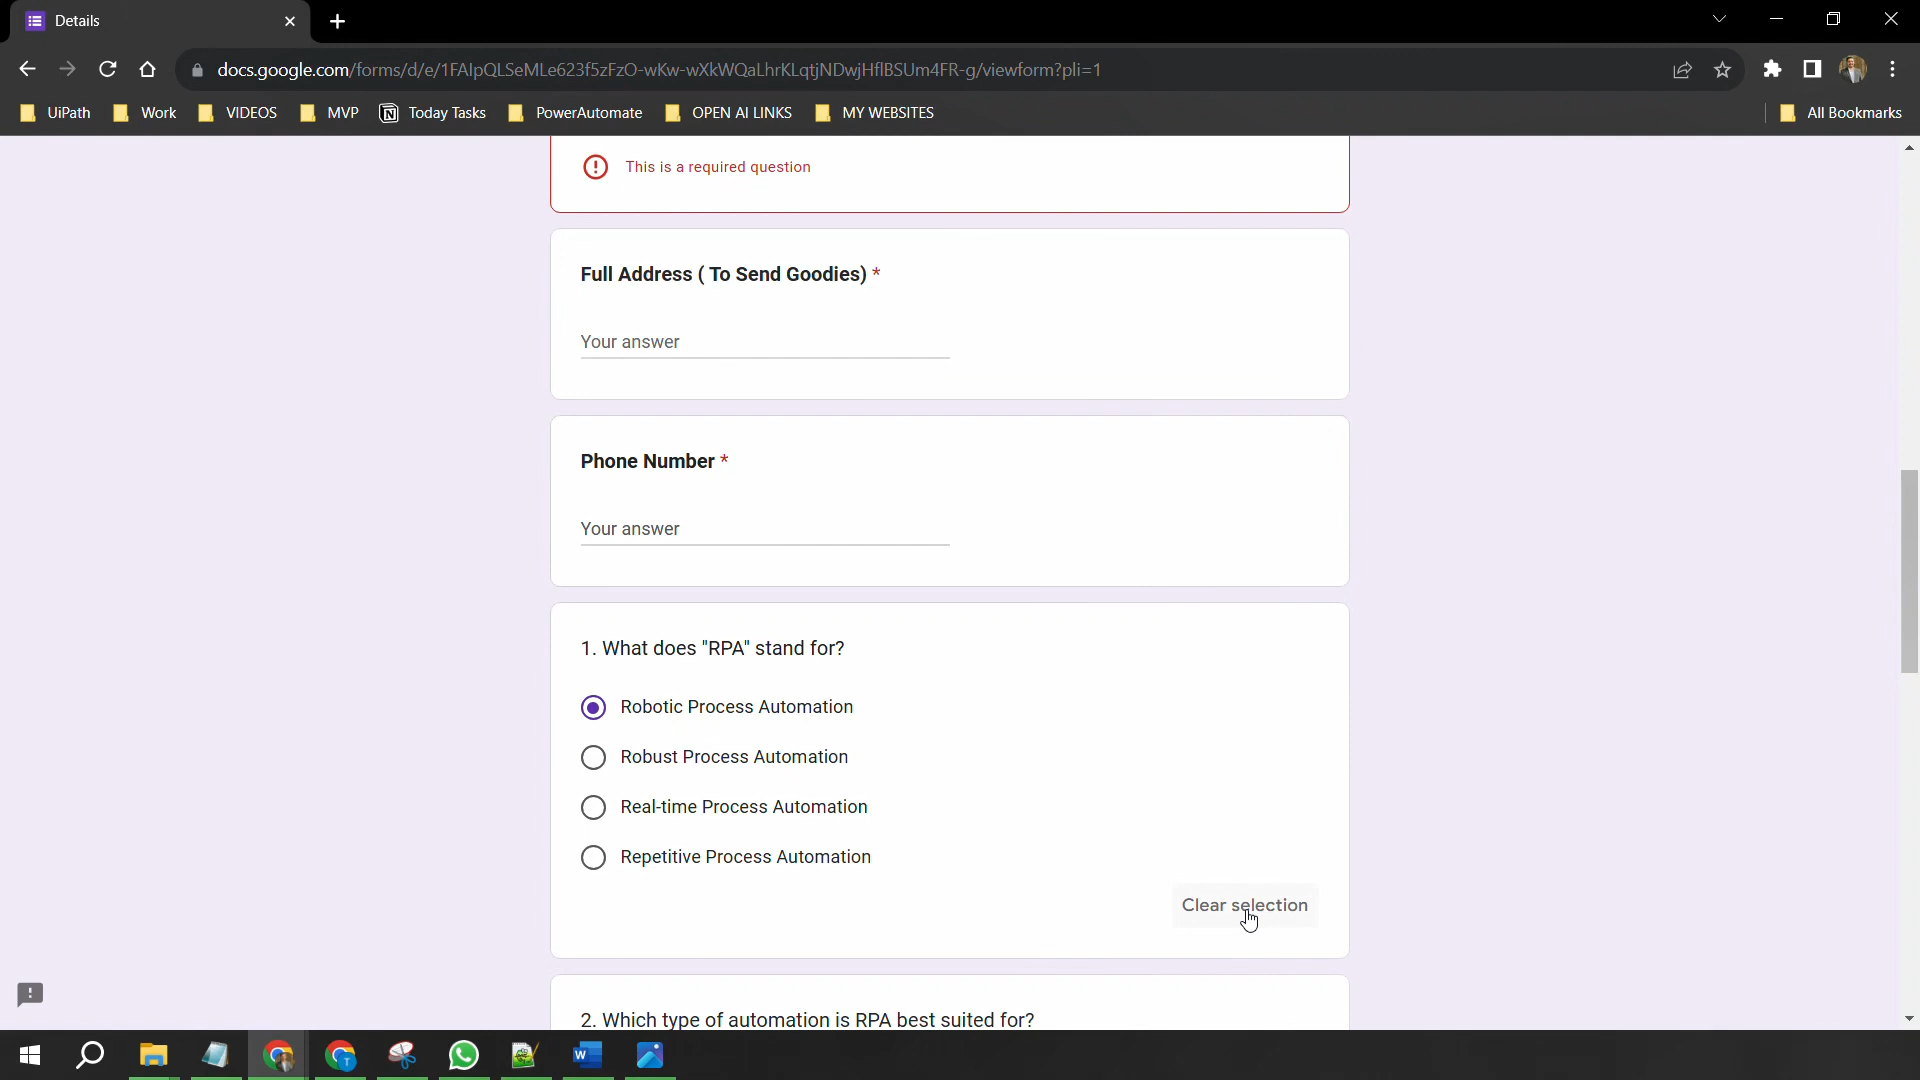 Details
docs.google.com/forms/d/e/1FAIpQLSeMLe623f5zFzO-wKw-wXkWQaLhrKLqtjNDwjHflBSUm4FR-g/viewform?pli=1
UiPath
Work
VIDEOS
MVP
Today Tasks
PowerAutomate
OPEN AI LINKS
MY WEBSITES
All Bookmarks
This is a required question
Full Address ( To Send Goodies) *
Your answer
Phone Number *
Your answer
1. What does "RPA" stand for?
Robotic Process Automation
Robust Process Automation
Real-time Process Automation
Repetitive Process Automation
Clear selection
2. Which type of automation is RPA best suited for?